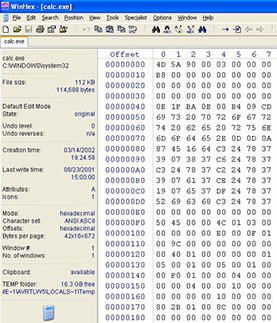 WinHex - [calc.exe]
File Edit Search Position View Tools Specialist Options Window Help
calc.exe
calc.exe
C:\WINDOWS\system32
File size: 112 KB
114,688 bytes
Default Edit Mode
State: original
Undo level: 0
Undo reverses: n/a
Creation time: 03/14/2002
19:24:58
Last write time: 08/23/2001
15:00:00
Attributes: A
Icons: 1
Mode: hexadecimal
Character set: ANSI ASCII
Offsets: hexadecimal
Bytes per page: 42x16=672
Window #: 1
No. of windows: 1
Clipboard: available
TEMP folder: 16.3 GB free
Offset 0 1 2 3 4 5 6 7
00000000 4D 5A 90 00 03 00 00 00
00000010 B8 00 00 00 00 00 00 00
00000020 00 00 00 00 00 00 00 00
00000030 00 00 00 00 00 00 00 00
00000040 0E 1F BA 0E 00 B4 09 CD
00000050 69 73 20 70 72 6F 67 72
00000060 74 20 62 65 20 72 75 6E
00000070 6D 6F 64 65 2E 0D 0D 0A
00000080 87 45 16 64 C3 24 78 37
00000090 39 07 38 37 C6 24 78 37
000000A0 C3 24 78 37 C2 24 78 37
000000B0 39 07 61 37 CE 24 78 37
000000C0 19 07 65 37 DF 24 78 37
000000D0 52 69 63 68 C3 24 78 37
000000E0 00 00 00 00 00 00 00 00
000000F0 50 45 00 00 4C 01 03 00
00000100 00 00 00 00 E0 00 0F 01
00000110 00 9C 00 00 00 00 00 00
00000120 00 40 01 00 00 00 00 01
00000130 05 00 01 00 05 00 01 00
00000140 00 F0 01 00 00 04 00 00
00000150 00 00 04 00 00 10 00 00
00000160 00 00 00 00 10 00 00 00
00000170 80 2B 01 00 8C 00 00 00
00000180 00 00 00 00 00 00 00 00